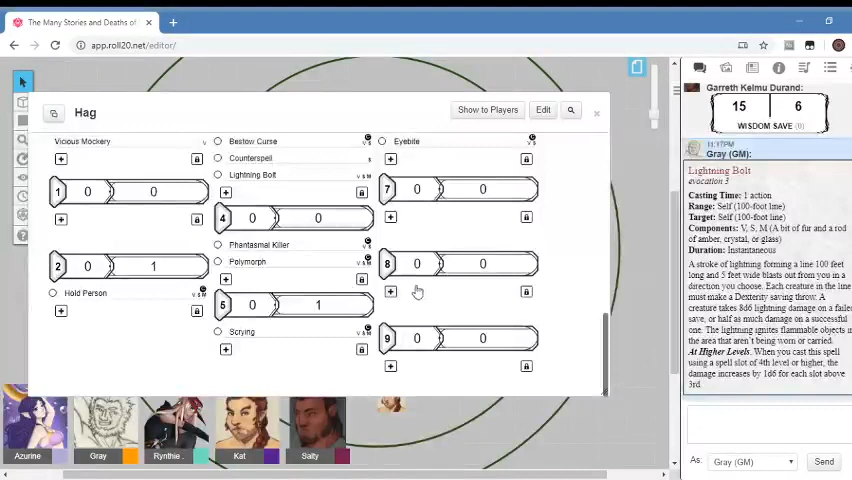 The Many Stories and Deaths of
app.roll20.net/editor/
Hag
Show to Players
Edit
Vicious Mockery
V
1 0 0
2 0 1
Hold Person
V S M
Bestow Curse
C
V S
Counterspell
S
Lightning Bolt
V S M
4 0 0
Phantasmal Killer
C
V S
Polymorph
C
V S M
5 0 1
Scrying
C
V S M
Eyebite
C
V S
7 0 0
8 0 0
9 0 0
Azurine
Gray
Rynthie .
Kat
Salty
Garreth Kelmu Durand:
15 6
WISDOM SAVE (0)
11:17PM
Gray (GM):
Lightning Bolt
evocation 3
Casting Time: 1 action
Range: Self (100-foot line)
Target: Self (100-foot line)
Components: V, S, M (A bit of fur and a rod
of amber, crystal, or glass)
Duration: Instantaneous
A stroke of lightning forming a line 100 feet
long and 5 feet wide blasts out from you in a
direction you choose. Each creature in the line
must make a Dexterity saving throw. A
creature takes 8d6 lightning damage on a failed
save, or half as much damage on a successful
one. The lightning ignites flammable objects in
the area that aren't being worn or carried.
At Higher Levels. When you cast this spell
using a spell slot of 4th level or higher, the
damage increases by 1d6 for each slot above
3rd.
As:
Gray (GM)
Send